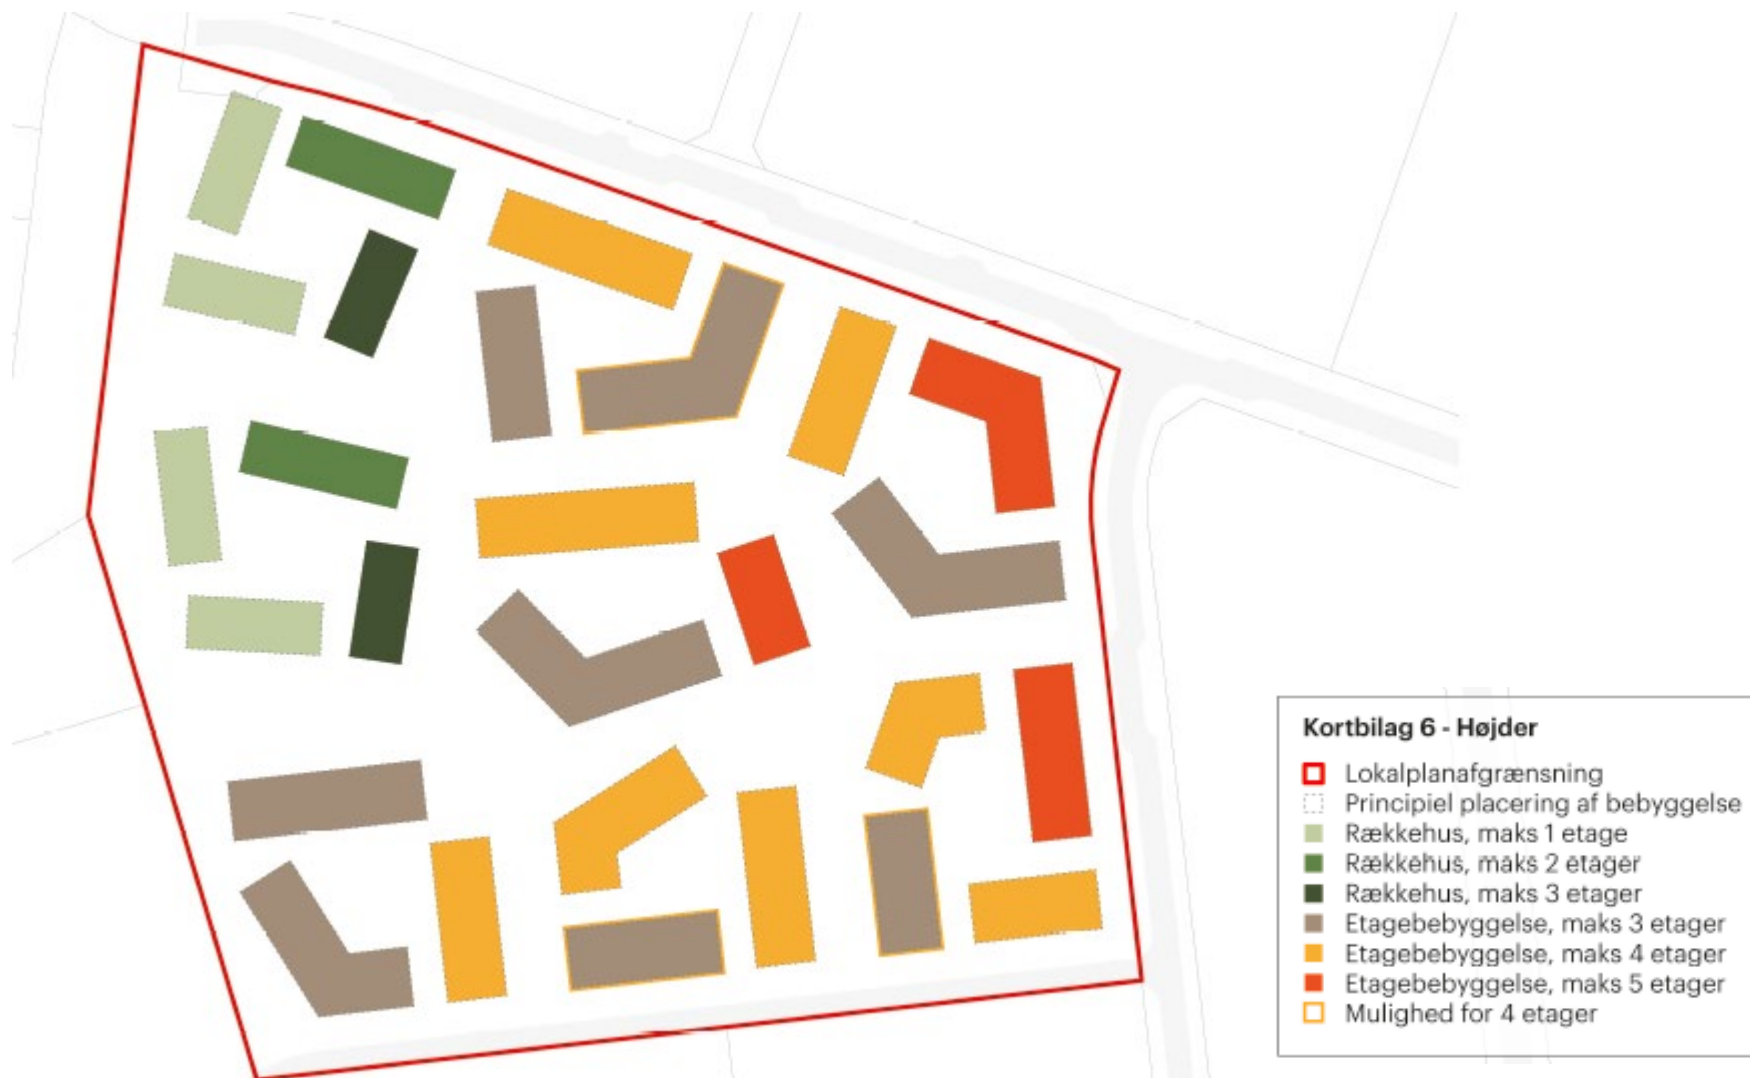 Kortbilag 6 - Højder
Lokalplanafgrænsning
Principiel placering af bebyggelse
Rækkehus, maks 1 etage
Rækkehus, maks 2 etager
Rækkehus, maks 3 etager
Etagebebyggelse, maks 3 etager
Etagebebyggelse, maks 4 etager
Etagebebyggelse, maks 5 etager
Mulighed for 4 etager